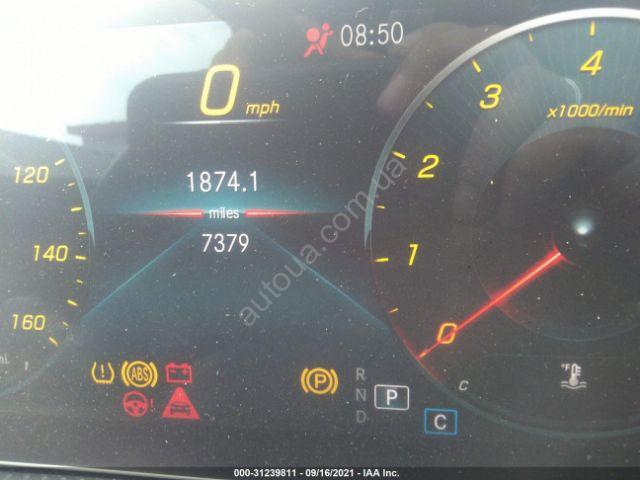 08:50
0 mph
4
3
x1000/min
120
1874.1
2
miles
7379
140
1
160
0
ABS
P
R
N
P
D
C
°F
C
autoua.com.ua
000-31239811 - 09/16/2021 - IAA Inc.